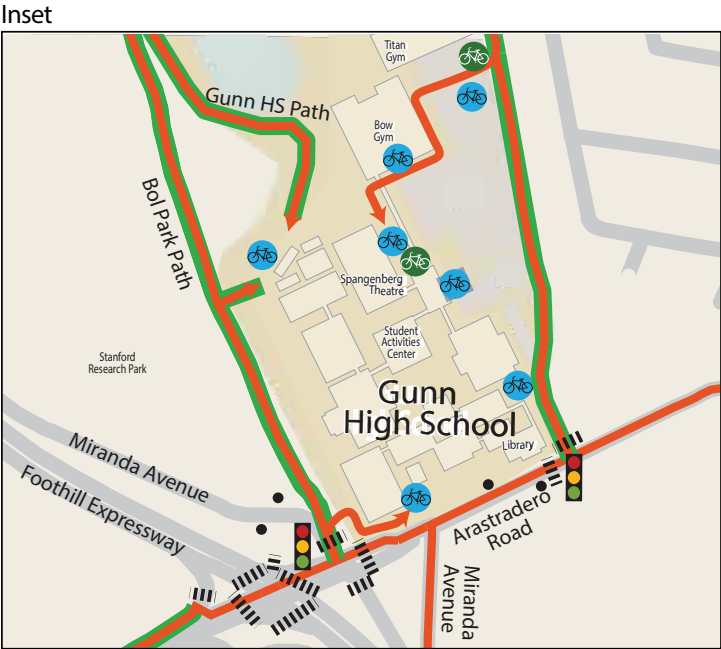 Inset
Titan
Gym
Gunn HS Path
Bow
Gym
Bol Park Path
Spangenberg
Theatre
Student
Activities
Center
Stanford
Research Park
Gunn
High School
Library
Miranda Avenue
Foothill Expressway
Arastradero
Road
Miranda
Avenue